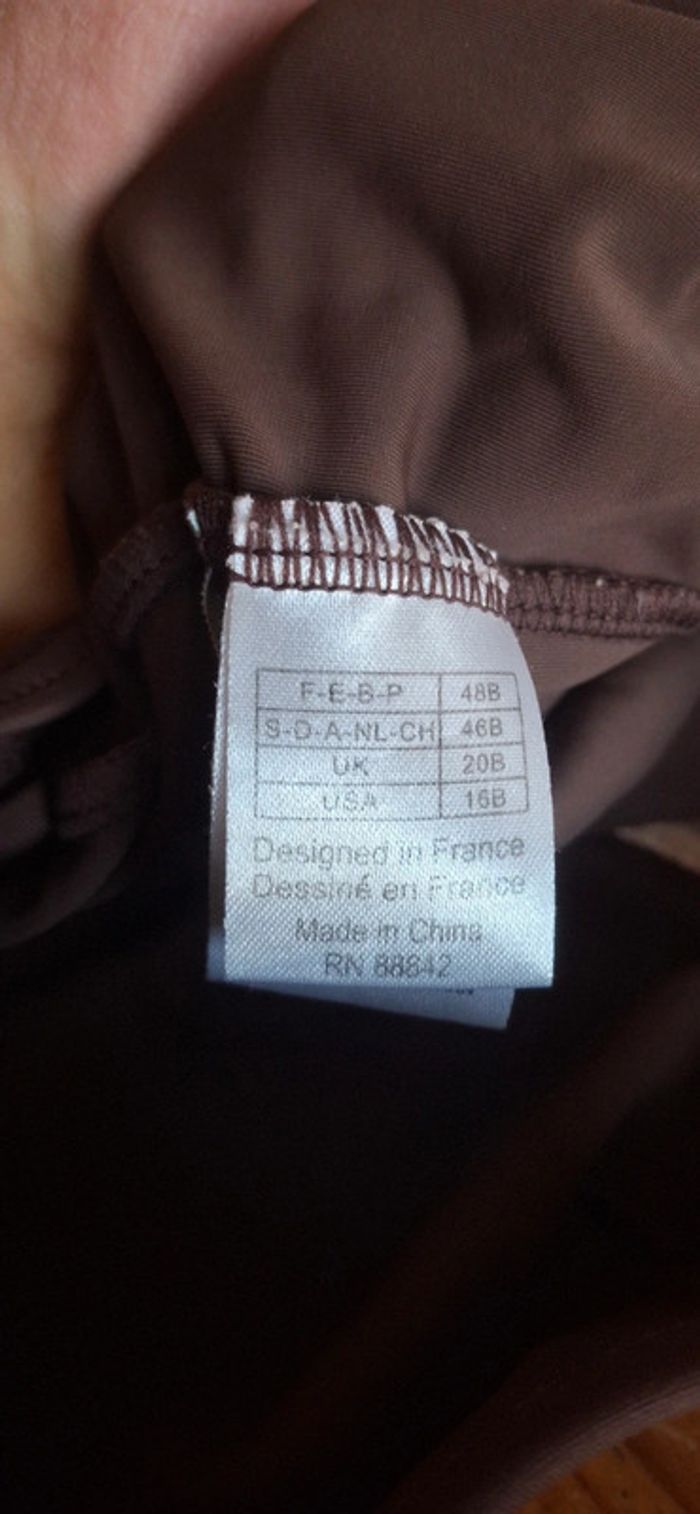 F-E-B-P 48B
S-D-A-NL-CH 46B
UK 20B
USA 16B
Designed in France
Dessiné en France
Made in China
RN 88842